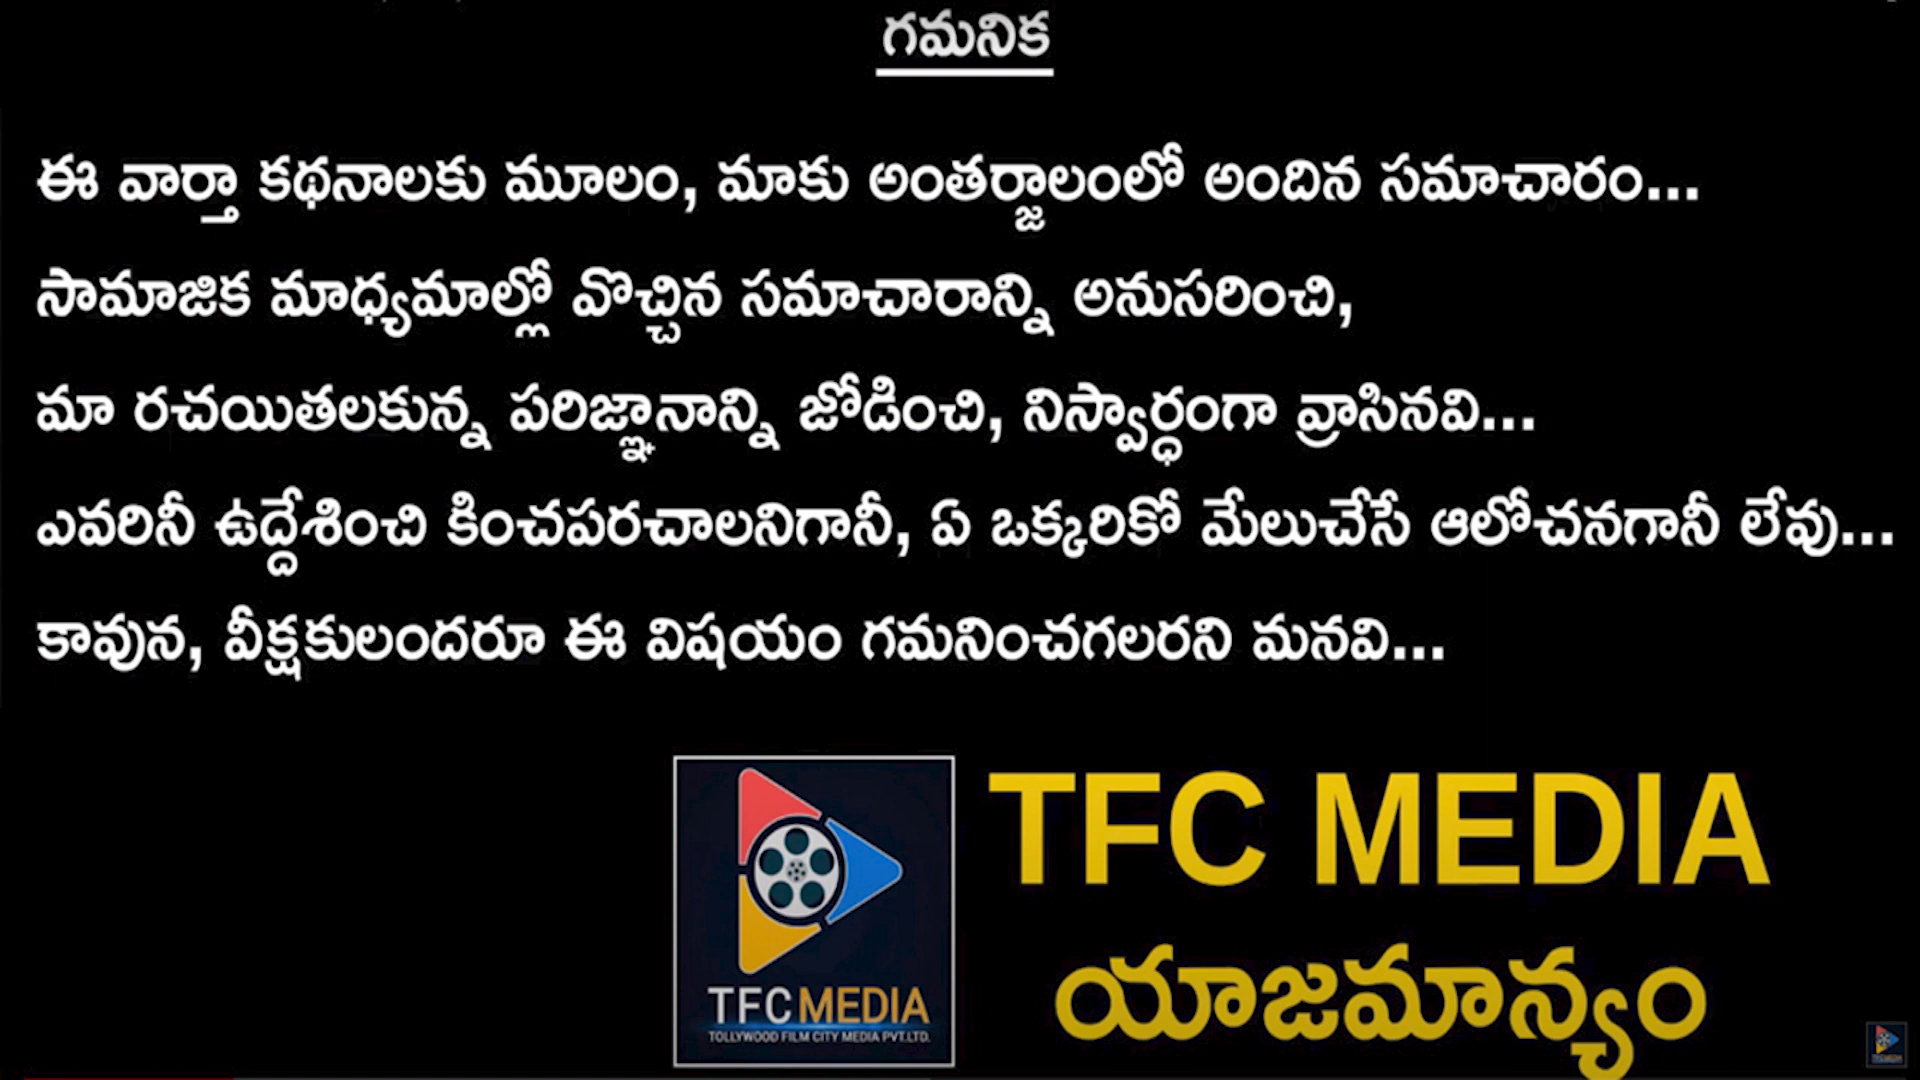 గమనిక
ఈ వార్తా కథనాలకు మూలం, మాకు అంతర్జాలంలో అందిన సమాచారం...
సామాజిక మాధ్యమాల్లో వొచ్చిన సమాచారాన్ని అనుసరించి,
మా రచయితలకున్న పరిజ్ఞానాన్ని జోడించి, నిస్వార్ధంగా వ్రాసినవి...
ఎవరినీ ఉద్దేశించి కించపరచాలనిగానీ, ఏ ఒక్కరికో మేలుచేసే ఆలోచనగానీ లేవు...
కావున, వీక్షకులందరూ ఈ విషయం గమనించగలరని మనవి...
TFC MEDIA
యాజమాన్యం
TFC MEDIA
TOLLYWOOD FILM CITY MEDIA PVT.LTD.
TFCMEDIA